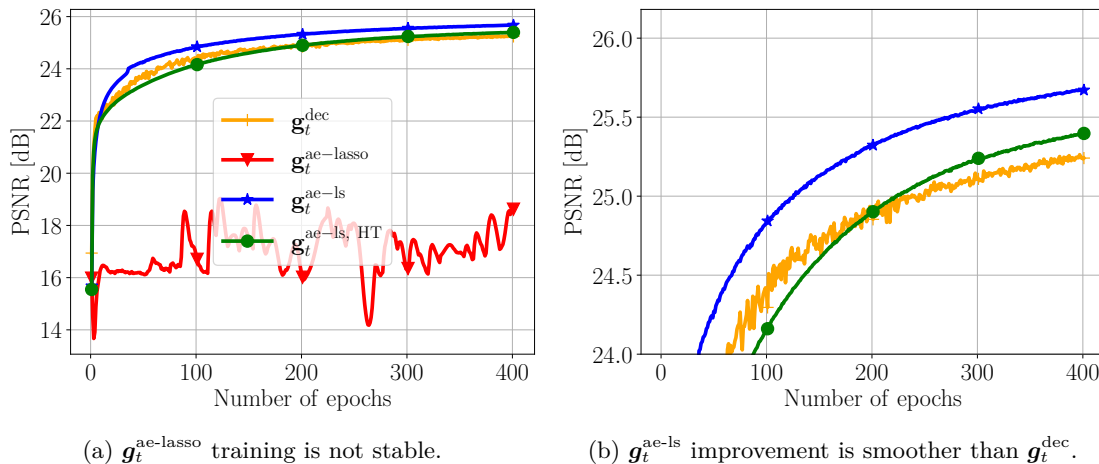 26
24
22
20
18
16
14
PSNR [dB]
0 100 200 300 400
Number of epochs
g_t^dec
g_t^ae−lasso
g_t^ae−ls
g_t^ae−ls, HT
(a) g_t^ae-lasso training is not stable.
26.0
25.5
25.0
24.5
24.0
PSNR [dB]
0 100 200 300 400
Number of epochs
(b) g_t^ae-ls improvement is smoother than g_t^dec.